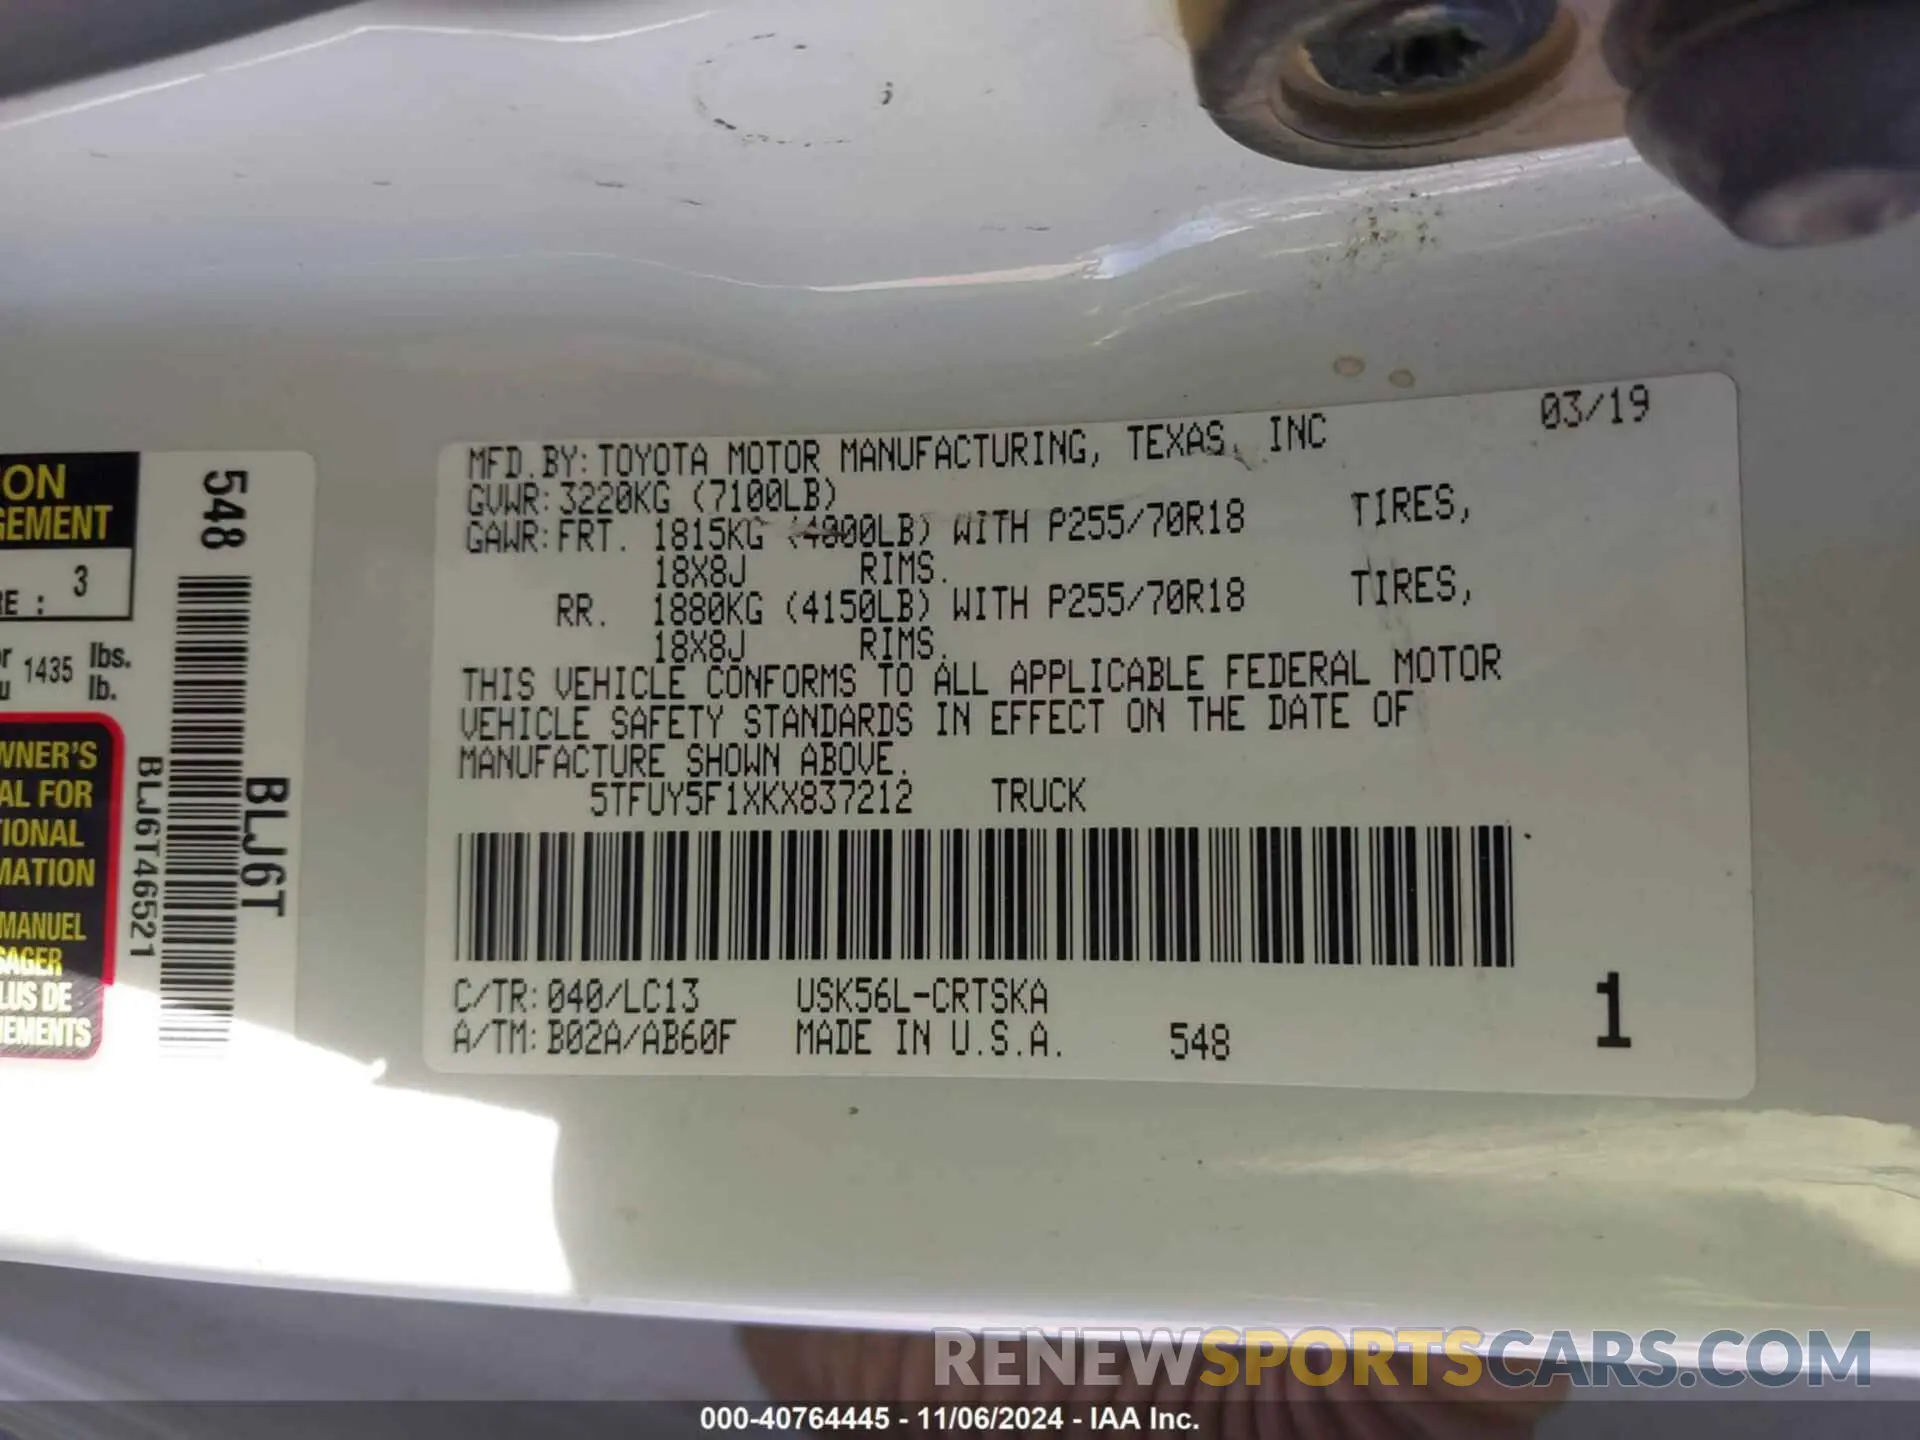 MFD.BY:TOYOTA MOTOR MANUFACTURING, TEXAS, INC 03/19
GVWR:3220KG (7100LB)
GAWR:FRT. 1815KG (4000LB) WITH P255/70R18 TIRES,
18X8J RIMS.
RR. 1880KG (4150LB) WITH P255/70R18 TIRES,
18X8J RIMS.
THIS VEHICLE CONFORMS TO ALL APPLICABLE FEDERAL MOTOR
VEHICLE SAFETY STANDARDS IN EFFECT ON THE DATE OF
MANUFACTURE SHOWN ABOVE.
5TFUY5F1XKX837212 TRUCK
C/TR:040/LC13 USK56L-CRTSKA
A/TM:B02A/AB60F MADE IN U.S.A. 548
1
ON
GEMENT
RE : 3
or 1435 lbs.
u lb.
WNER'S
AL FOR
TIONAL
MATION
MANUEL
SAGER
LUS DE
EMENTS
548
BLJ6T
BLJ6T46521
RENEWSPORTSCARS.COM
000-40764445 - 11/06/2024 - IAA Inc.